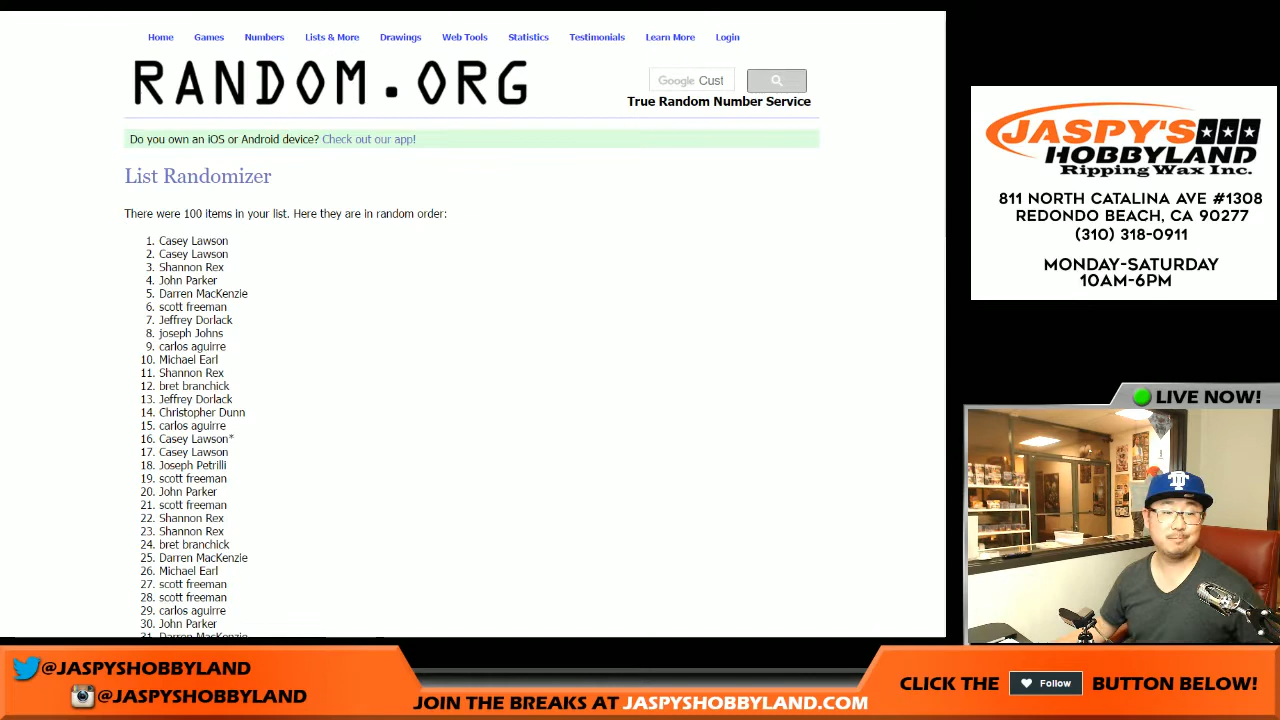 Home Games Numbers Lists & More Drawings Web Tools Statistics Testimonials Learn More Login
RANDOM.ORG
Google Cust
True Random Number Service
Do you own an iOS or Android device? Check out our app!
List Randomizer
There were 100 items in your list. Here they are in random order:
1. Casey Lawson
2. Casey Lawson
3. Shannon Rex
4. John Parker
5. Darren MacKenzie
6. scott freeman
7. Jeffrey Dorlack
8. joseph Johns
9. carlos aguirre
10. Michael Earl
11. Shannon Rex
12. bret branchick
13. Jeffrey Dorlack
14. Christopher Dunn
15. carlos aguirre
16. Casey Lawson*
17. Casey Lawson
18. Joseph Petrilli
19. scott freeman
20. John Parker
21. scott freeman
22. Shannon Rex
23. Shannon Rex
24. bret branchick
25. Darren MacKenzie
26. Michael Earl
27. scott freeman
28. scott freeman
29. carlos aguirre
30. John Parker
31. Darren MacKenzie
JASPY'S
HOBBYLAND
Ripping Wax Inc.
811 NORTH CATALINA AVE #1308
REDONDO BEACH, CA 90277
(310) 318-0911
MONDAY-SATURDAY
10AM-6PM
LIVE NOW!
@JASPYSHOBBYLAND
@JASPYSHOBBYLAND
JOIN THE BREAKS AT JASPYSHOBBYLAND.COM
CLICK THE Follow BUTTON BELOW!